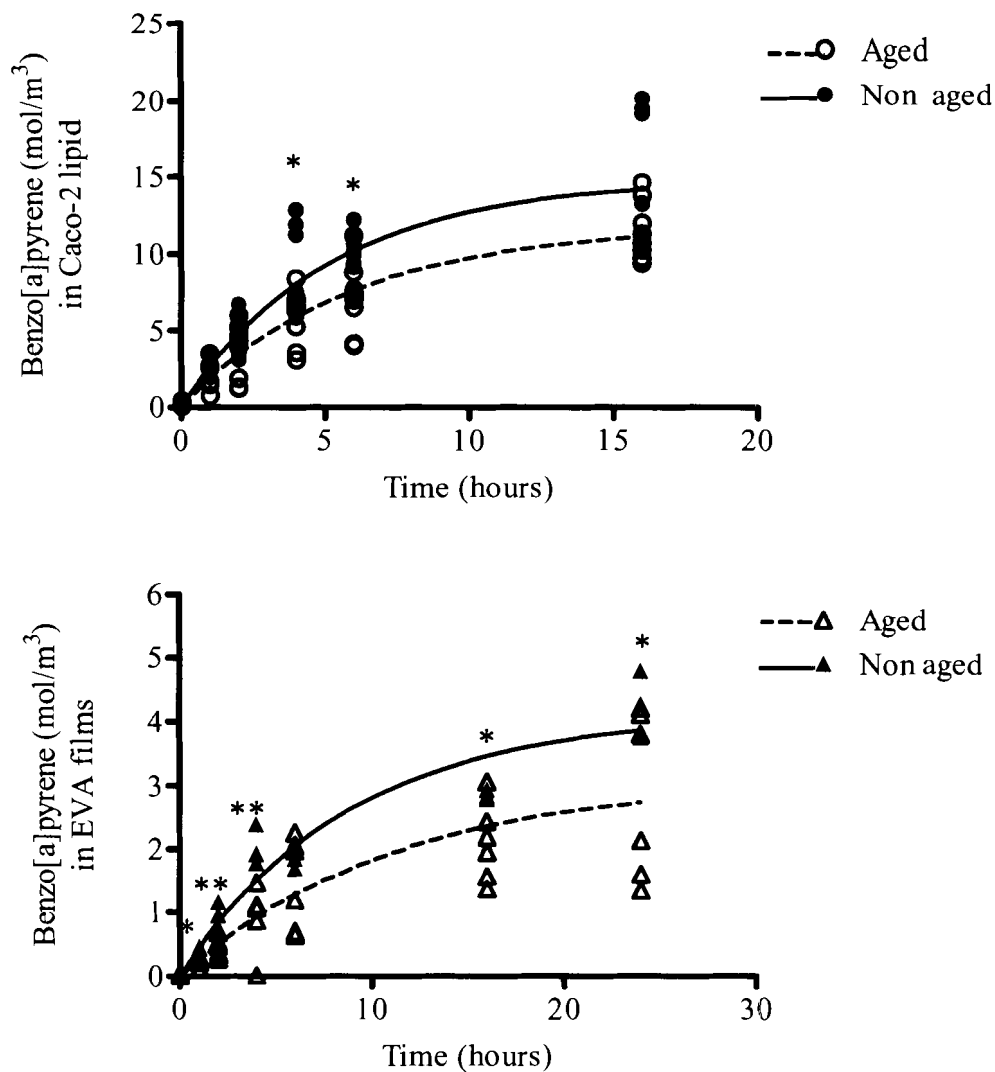 25
20
15
10
5
0
Benzo[a]pyrene (mol/m³)
in Caco-2 lipid
* *
0 5 10 15 20
Time (hours)
Aged
Non aged
6
5
4
3
2
1
0
Benzo[a]pyrene (mol/m³)
in EVA films
* ** ** * *
0 10 20 30
Time (hours)
Aged
Non aged